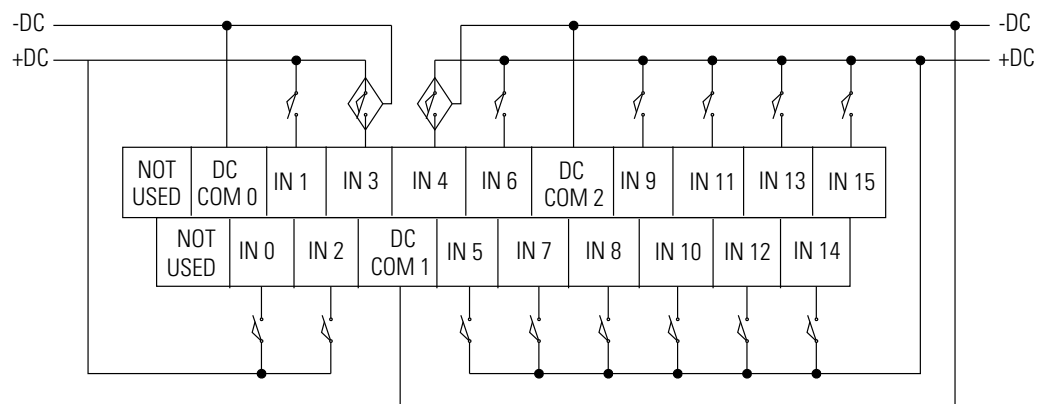 -DC
-DC
+DC
+DC
NOT USED
DC COM 0
IN 1
IN 3
IN 4
IN 6
DC COM 2
IN 9
IN 11
IN 13
IN 15
NOT USED
IN 0
IN 2
DC COM 1
IN 5
IN 7
IN 8
IN 10
IN 12
IN 14